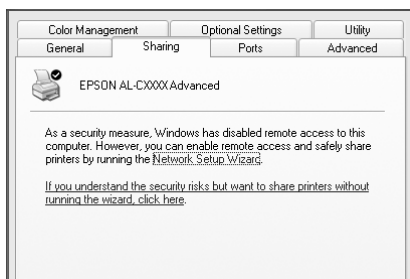 Color Management Optional Settings Utility
General Sharing Ports Advanced
EPSON AL-CXXXX Advanced
As a security measure, Windows has disabled remote access to this
computer. However, you can enable remote access and safely share
printers by running the Network Setup Wizard.
If you understand the security risks but want to share printers without
running the wizard, click here.